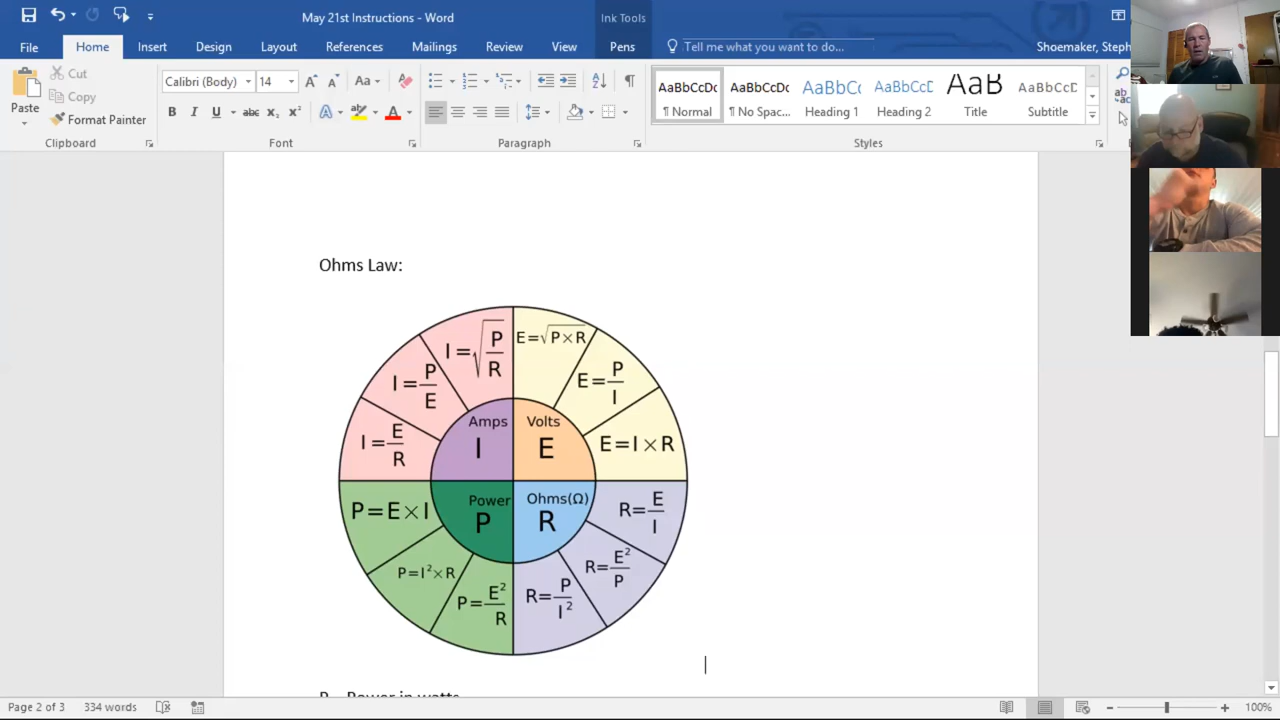 May 21st Instructions - Word
Ink Tools
File Home Insert Design Layout References Mailings Review View Pens Tell me what you want to do... Shoemaker, Steph
Paste
Cut
Copy
Format Painter
Calibri (Body) 14
AaBbCcDc AaBbCcDc AaBbCc AaBbCcD AaB AaBbCcD
¶ Normal ¶ No Spac... Heading 1 Heading 2 Title Subtitle
Clipboard Font Paragraph Styles
Ohms Law:
I = √P/R
E = √P×R
I = P/E
E = P/I
I = E/R
E = I × R
Amps
I
Volts
E
Power
P
Ohms(Ω)
R
P = E × I
R = E/I
P = I² × R
R = E²/P
P = E²/R
R = P/I²
P – Power in watts
Page 2 of 3 334 words 100%